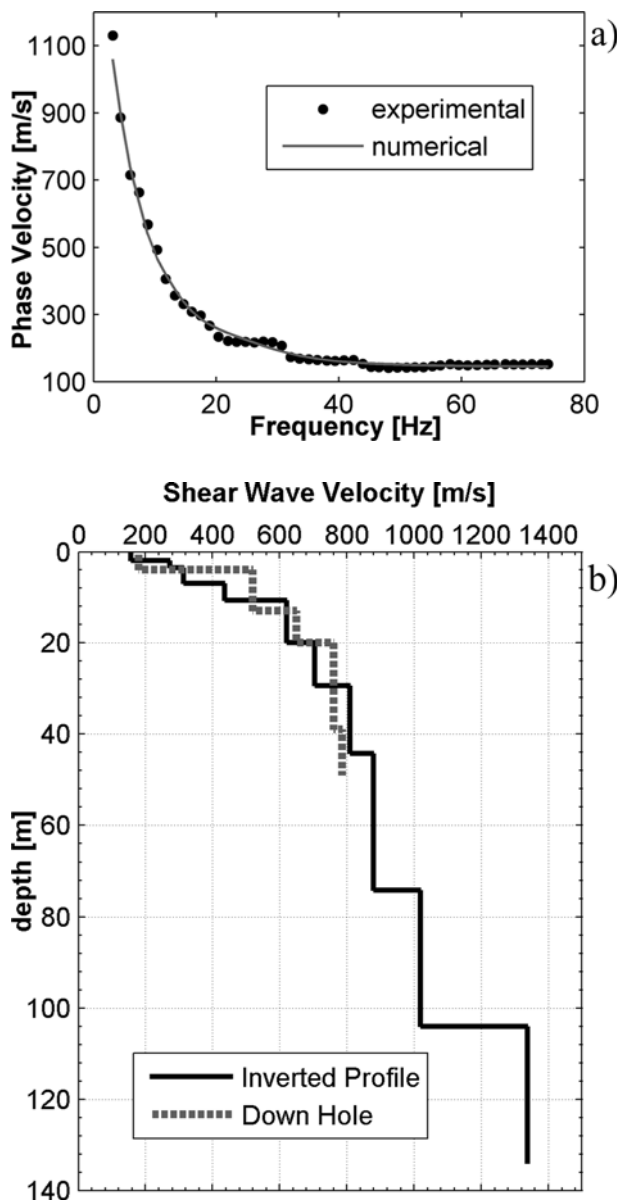 a)
1100
900
700
500
300
100
Phase Velocity [m/s]
experimental
numerical
0 20 40 60 80
Frequency [Hz]
Shear Wave Velocity [m/s]
0 200 400 600 800 1000 1200 1400
b)
0
20
40
60
80
100
120
140
depth [m]
Inverted Profile
Down Hole